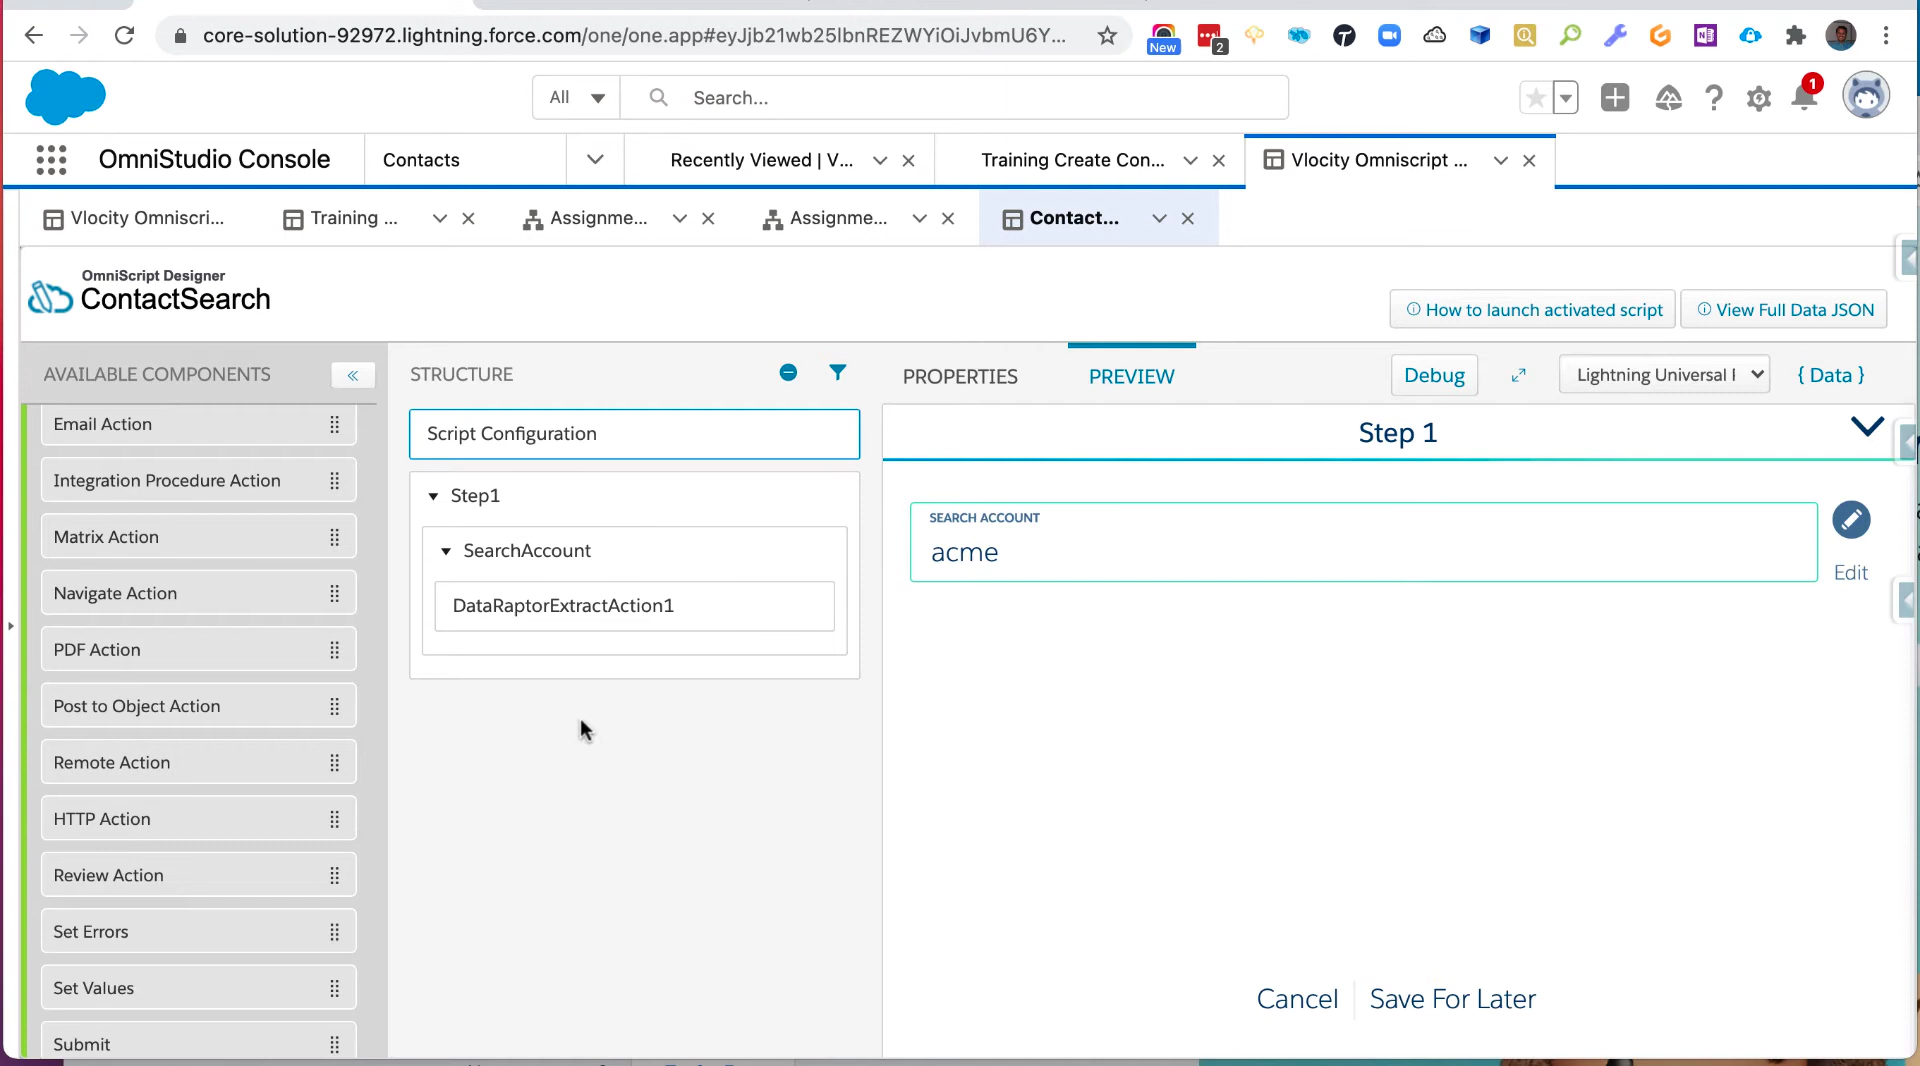 core-solution-92972.lightning.force.com/one/one.app#eyJjb21wb25lbnREZWYiOiJvbmU6Y...
New
2
All
Search...
1
OmniStudio Console
Contacts
Recently Viewed | V...
Training Create Con...
Vlocity Omniscript ...
Vlocity Omniscri...
Training ...
Assignme...
Assignme...
Contact...
OmniScript Designer
ContactSearch
How to launch activated script
View Full Data JSON
AVAILABLE COMPONENTS
STRUCTURE
PROPERTIES
PREVIEW
Debug
Lightning Universal
{ Data }
Email Action
Integration Procedure Action
Matrix Action
Navigate Action
PDF Action
Post to Object Action
Remote Action
HTTP Action
Review Action
Set Errors
Set Values
Submit
Script Configuration
Step1
SearchAccount
DataRaptorExtractAction1
Step 1
SEARCH ACCOUNT
acme
Edit
Cancel
Save For Later